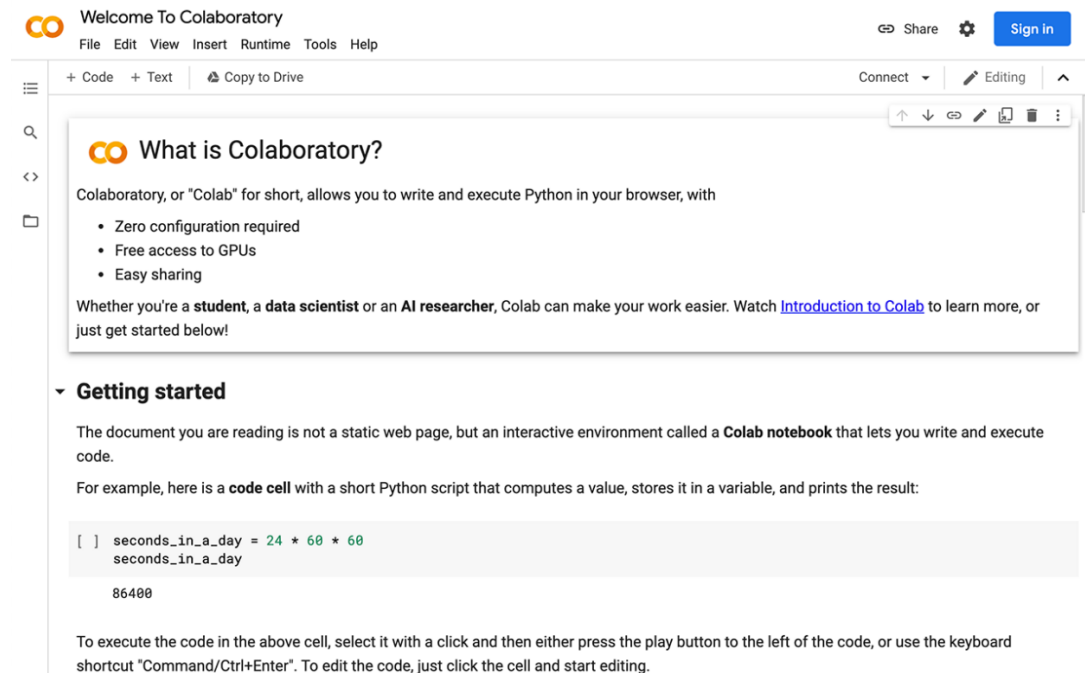 Welcome To Colaboratory
File Edit View Insert Runtime Tools Help
Share
Sign in
+ Code + Text Copy to Drive
Connect
Editing
What is Colaboratory?
Colaboratory, or "Colab" for short, allows you to write and execute Python in your browser, with
• Zero configuration required
• Free access to GPUs
• Easy sharing
Whether you're a student, a data scientist or an AI researcher, Colab can make your work easier. Watch Introduction to Colab to learn more, or
just get started below!
Getting started
The document you are reading is not a static web page, but an interactive environment called a Colab notebook that lets you write and execute
code.
For example, here is a code cell with a short Python script that computes a value, stores it in a variable, and prints the result:
[ ] seconds_in_a_day = 24 * 60 * 60
seconds_in_a_day
86400
To execute the code in the above cell, select it with a click and then either press the play button to the left of the code, or use the keyboard
shortcut "Command/Ctrl+Enter". To edit the code, just click the cell and start editing.